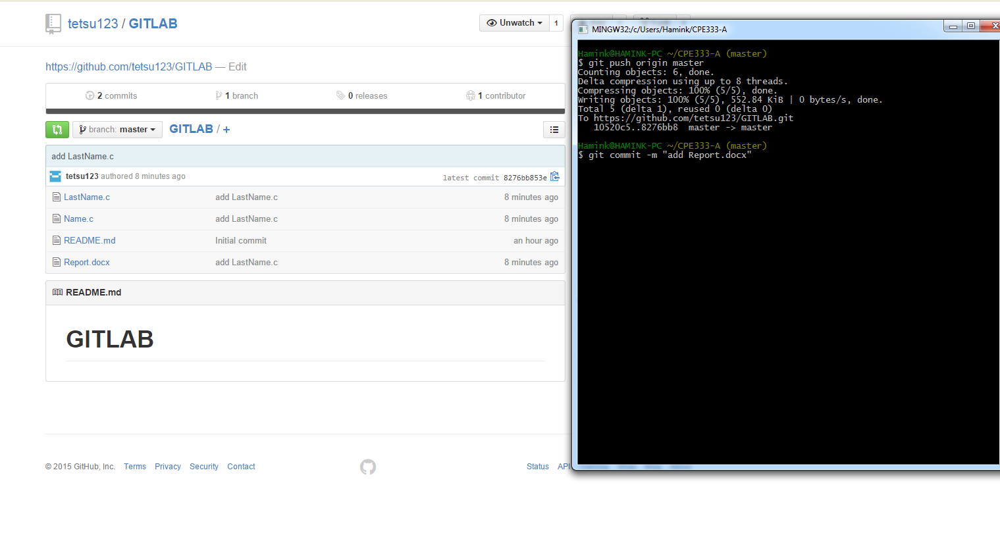 tetsu123 / GITLAB
Unwatch 1
https://github.com/tetsu123/GITLAB — Edit
2 commits 1 branch 0 releases 1 contributor
branch: master GITLAB / +
add LastName.c
tetsu123 authored 8 minutes ago latest commit 8276bb853e
LastName.c add LastName.c 8 minutes ago
Name.c add LastName.c 8 minutes ago
README.md Initial commit an hour ago
Report.docx add LastName.c 8 minutes ago
README.md
GITLAB
© 2015 GitHub, Inc. Terms Privacy Security Contact Status API
MINGW32:/c/Users/Hamink/CPE333-A
Hamink@HAMINK-PC ~/CPE333-A (master)
$ git push origin master
Counting objects: 6, done.
Delta compression using up to 8 threads.
Compressing objects: 100% (5/5), done.
Writing objects: 100% (5/5), 552.84 KiB | 0 bytes/s, done.
Total 5 (delta 1), reused 0 (delta 0)
To https://github.com/tetsu123/GITLAB.git
10520c5..8276bb8 master -> master
Hamink@HAMINK-PC ~/CPE333-A (master)
$ git commit -m "add Report.docx"